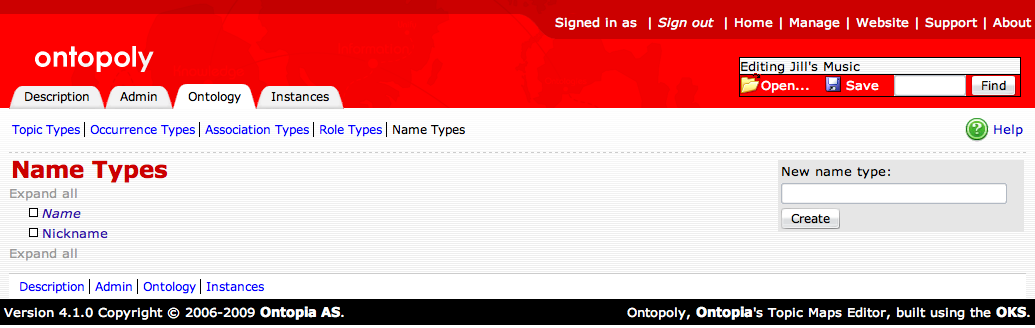 Signed in as | Sign out | Home | Manage | Website | Support | About
ontopoly
Editing Jill's Music
Open... Save Find
Description Admin Ontology Instances
Topic Types | Occurrence Types | Association Types | Role Types | Name Types
? Help
Name Types
New name type:
Expand all
Name
Create
Nickname
Expand all
Description | Admin | Ontology | Instances
Version 4.1.0 Copyright © 2006-2009 Ontopia AS. Ontopoly, Ontopia's Topic Maps Editor, built using the OKS.